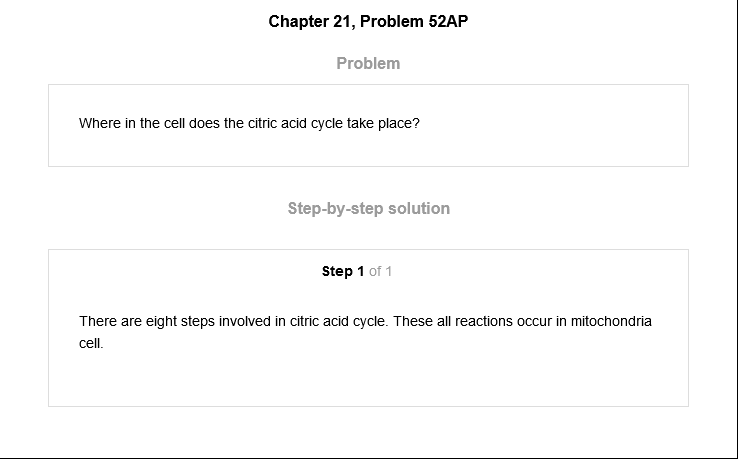 Chapter 21, Problem 52AP
Problem
Where in the cell does the citric acid cycle take place?
Step-by-step solution
Step 1 of 1
There are eight steps involved in citric acid cycle. These all reactions occur in mitochondria
cell.